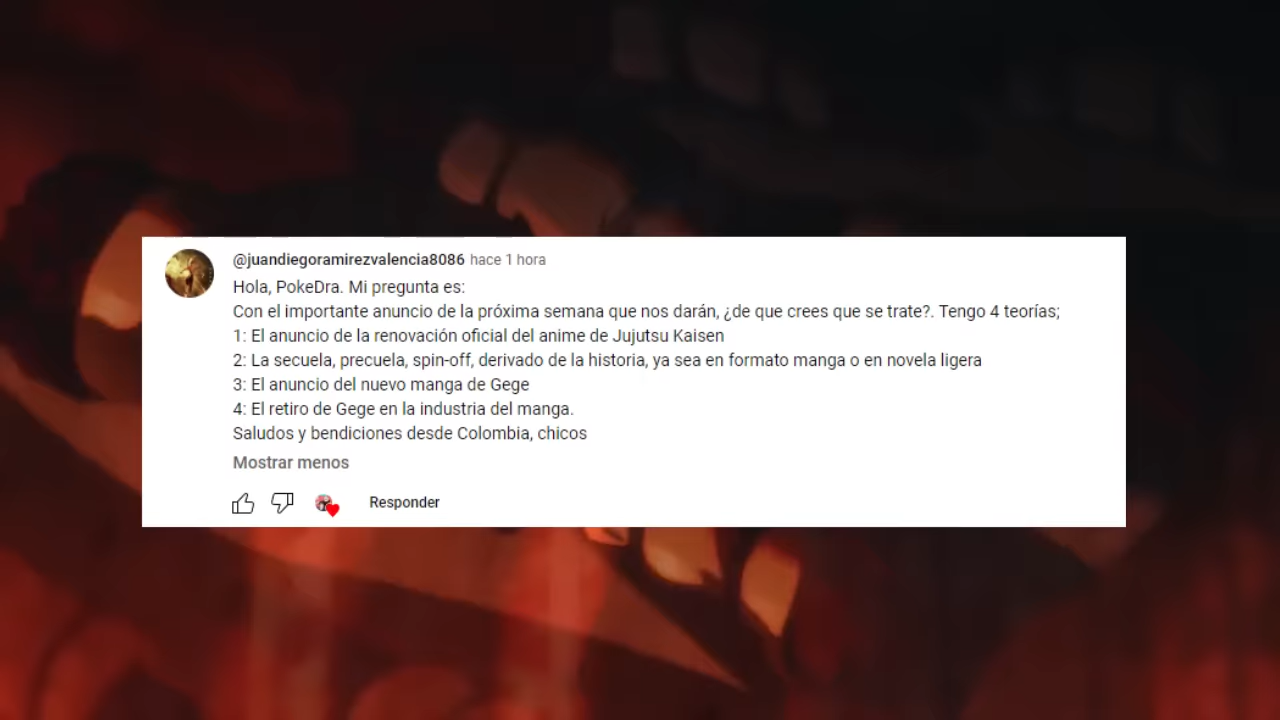 @juandiegoramirezvalencia8086 hace 1 hora
Hola, PokeDra. Mi pregunta es:
Con el importante anuncio de la próxima semana que nos darán, ¿de que crees que se trate?. Tengo 4 teorías;
1: El anuncio de la renovación oficial del anime de Jujutsu Kaisen
2: La secuela, precuela, spin-off, derivado de la historia, ya sea en formato manga o en novela ligera
3: El anuncio del nuevo manga de Gege
4: El retiro de Gege en la industria del manga.
Saludos y bendiciones desde Colombia, chicos
Mostrar menos
Responder